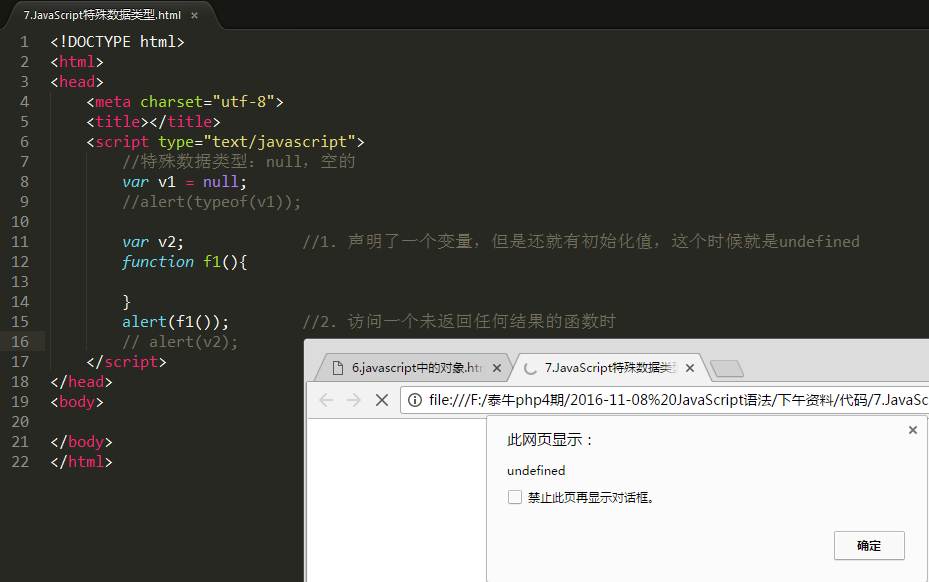 7.JavaScript特殊数据类型.html ×
1 <!DOCTYPE html>
2 <html>
3 <head>
4 <meta charset="utf-8">
5 <title></title>
6 <script type="text/javascript">
7 //特殊数据类型：null，空的
8 var v1 = null;
9 //alert(typeof(v1));
10
11 var v2; //1. 声明了一个变量，但是还就有初始化值，这个时候就是undefined
12 function f1(){
13
14 }
15 alert(f1()); //2. 访问一个未返回任何结果的函数时
16 // alert(v2);
17 </script>
18 </head>
19 <body>
20
21 </body>
22 </html>
6.javascript中的对象.htm × 7.JavaScript特殊数据类型 ×
file:///F:/泰牛php4期/2016-11-08%20JavaScript语法/下午资料/代码/7.JavaSc
此网页显示：
undefined
禁止此页再显示对话框。
确定